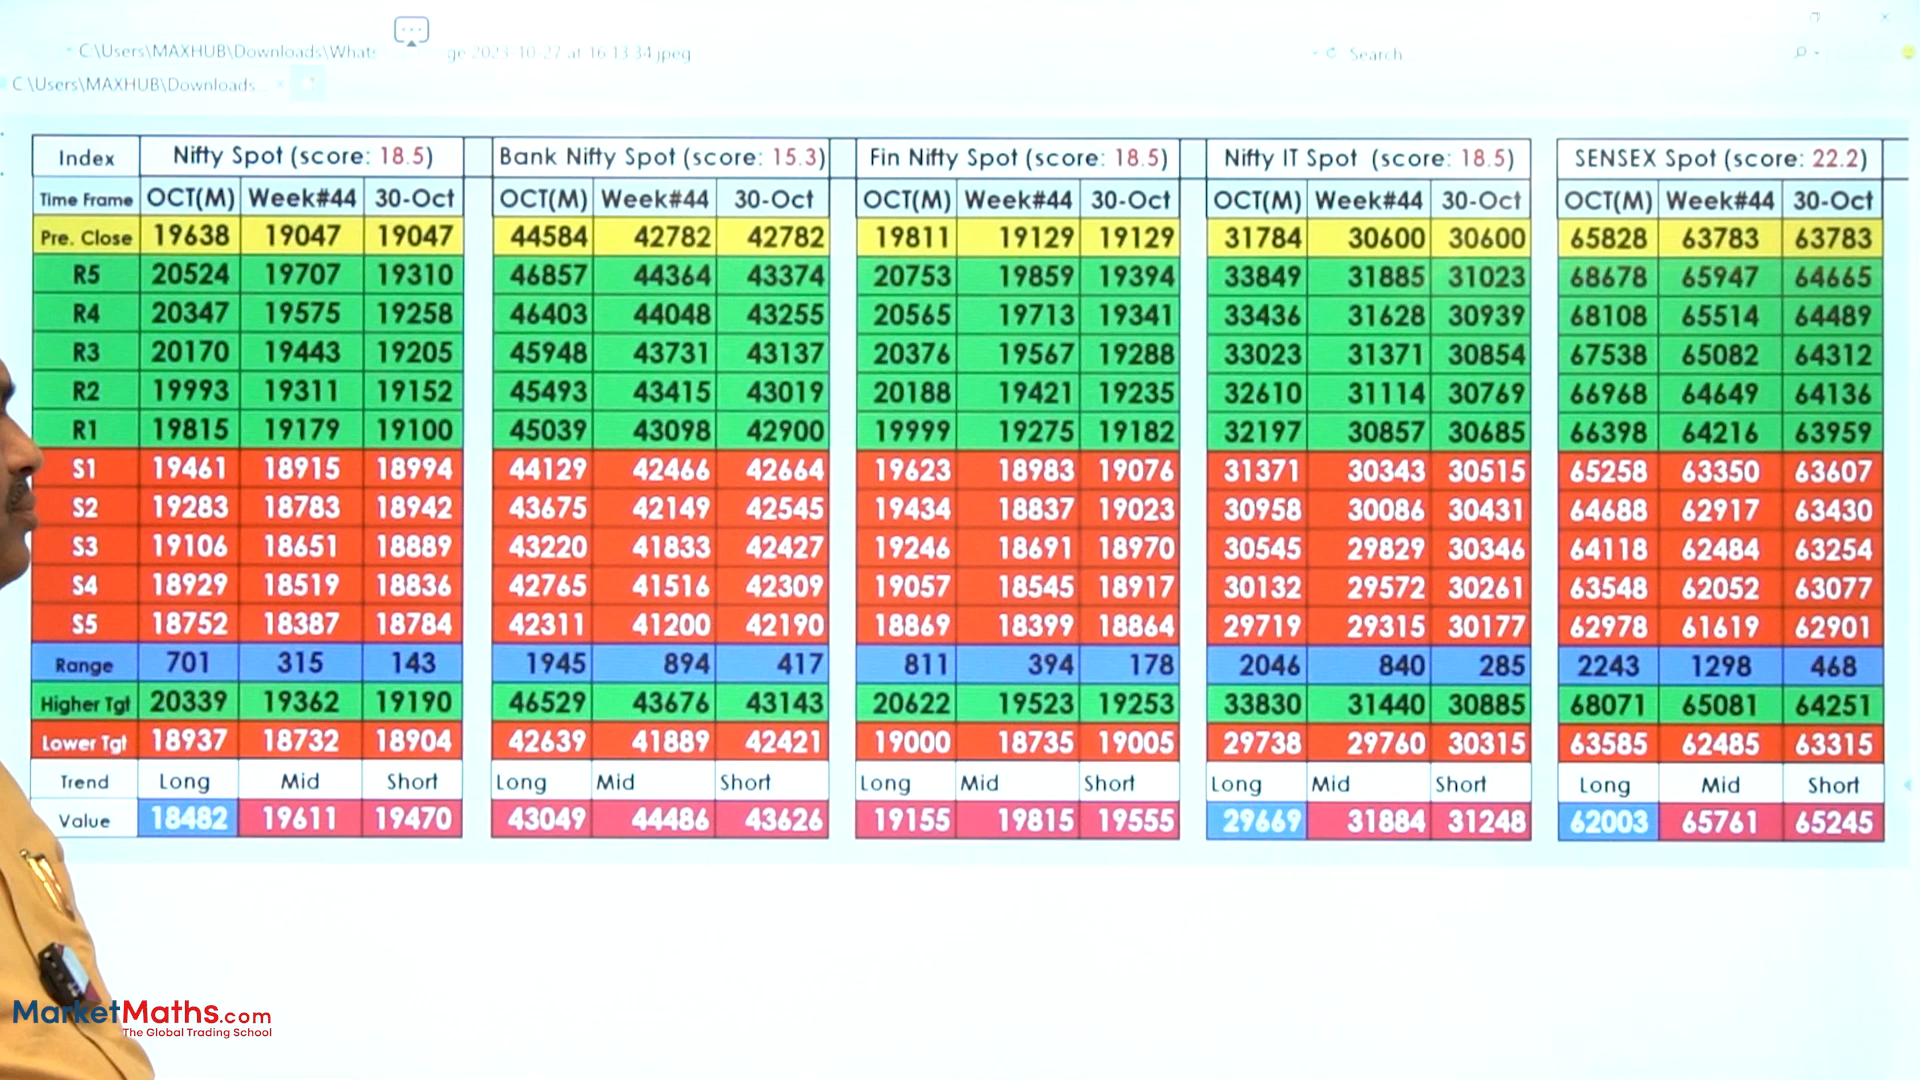 C:\Users\MAXHUB\Downloads\Whats ge 2023-10-27 at 16.13.34.jpeg Search
C:\Users\MAXHUB\Downloads...
Index Nifty Spot (score: 18.5) Bank Nifty Spot (score: 15.3) Fin Nifty Spot (score: 18.5) Nifty IT Spot (score: 18.5) SENSEX Spot (score: 22.2)
Time Frame OCT(M) Week#44 30-Oct OCT(M) Week#44 30-Oct OCT(M) Week#44 30-Oct OCT(M) Week#44 30-Oct OCT(M) Week#44 30-Oct
Pre. Close 19638 19047 19047 44584 42782 42782 19811 19129 19129 31784 30600 30600 65828 63783 63783
R5 20524 19707 19310 46857 44364 43374 20753 19859 19394 33849 31885 31023 68678 65947 64665
R4 20347 19575 19258 46403 44048 43255 20565 19713 19341 33436 31628 30939 68108 65514 64489
R3 20170 19443 19205 45948 43731 43137 20376 19567 19288 33023 31371 30854 67538 65082 64312
R2 19993 19311 19152 45493 43415 43019 20188 19421 19235 32610 31114 30769 66968 64649 64136
R1 19815 19179 19100 45039 43098 42900 19999 19275 19182 32197 30857 30685 66398 64216 63959
S1 19461 18915 18994 44129 42466 42664 19623 18983 19076 31371 30343 30515 65258 63350 63607
S2 19283 18783 18942 43675 42149 42545 19434 18837 19023 30958 30086 30431 64688 62917 63430
S3 19106 18651 18889 43220 41833 42427 19246 18691 18970 30545 29829 30346 64118 62484 63254
S4 18929 18519 18836 42765 41516 42309 19057 18545 18917 30132 29572 30261 63548 62052 63077
S5 18752 18387 18784 42311 41200 42190 18869 18399 18864 29719 29315 30177 62978 61619 62901
Range 701 315 143 1945 894 417 811 394 178 2046 840 285 2243 1298 468
Higher Tgt 20339 19362 19190 46529 43676 43143 20622 19523 19253 33830 31440 30885 68071 65081 64251
Lower Tgt 18937 18732 18904 42639 41889 42421 19000 18735 19005 29738 29760 30315 63585 62485 63315
Trend Long Mid Short Long Mid Short Long Mid Short Long Mid Short Long Mid Short
Value 18482 19611 19470 43049 44486 43626 19155 19815 19555 29669 31884 31248 62003 65761 65245
MarketMaths.com
The Global Trading School